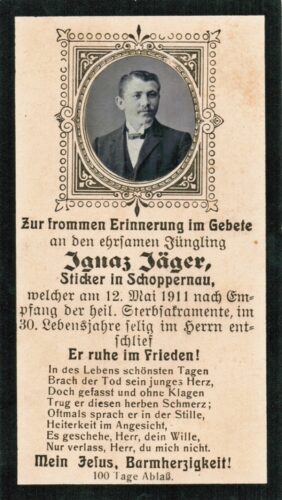 Zur frommen Erinnerung im Gebete
an den ehrsamen Jüngling
Ignaz Jäger,
Sticker in Schoppernau,
welcher am 12. Mai 1911 nach Em-
pfang der heil. Sterbsakramente, im
30. Lebensjahre selig im Herrn ent-
schlief
Er ruhe im Frieden!
In des Lebens schönsten Tagen
Brach der Tod sein junges Herz,
Doch gefasst und ohne Klagen
Trug er diesen herben Schmerz;
Oftmals sprach er in der Stille,
Heiterkeit im Angesicht,
Es geschehe, Herr, dein Wille,
Nur verlass, Herr, du mich nicht.
Mein Jesus, Barmherzigkeit!
100 Tage Ablaß.